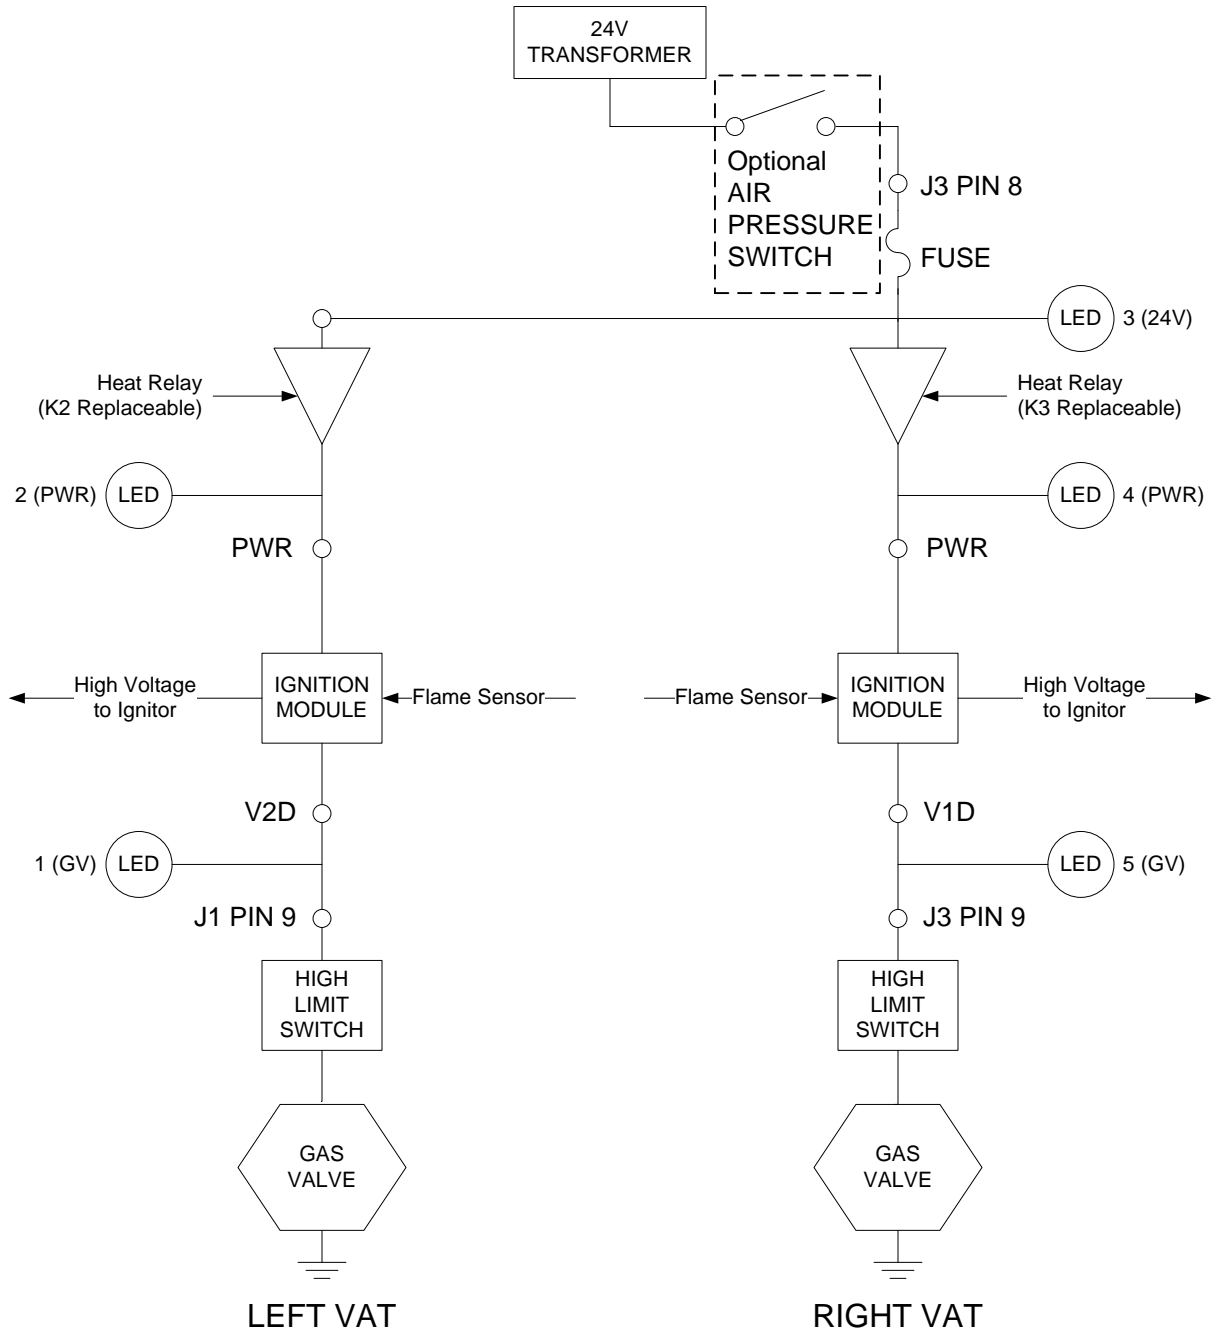 24V
TRANSFORMER
Optional
AIR
PRESSURE
SWITCH
J3 PIN 8
FUSE
LED
3 (24V)
Heat Relay
(K2 Replaceable)
Heat Relay
(K3 Replaceable)
2 (PWR)
LED
LED
4 (PWR)
PWR
PWR
High Voltage
to Ignitor
IGNITION
MODULE
Flame Sensor
Flame Sensor
IGNITION
MODULE
High Voltage
to Ignitor
V2D
V1D
1 (GV)
LED
LED
5 (GV)
J1 PIN 9
J3 PIN 9
HIGH
LIMIT
SWITCH
HIGH
LIMIT
SWITCH
GAS
VALVE
GAS
VALVE
LEFT VAT
RIGHT VAT